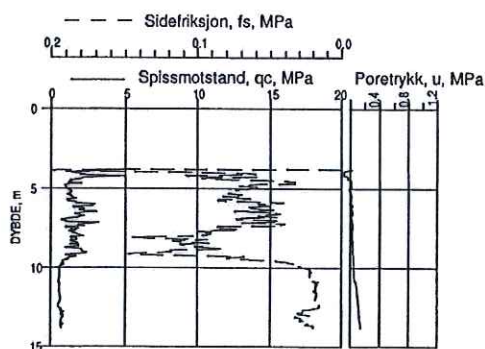 Sidefriksjon, fs, MPa
0,2 0,1 0,0
Spissmotstand, qc, MPa Poretrykk, u, MPa
0 5 10 15 20 0.4 0.8 1.2
DYBDE, m
0
5
10
15